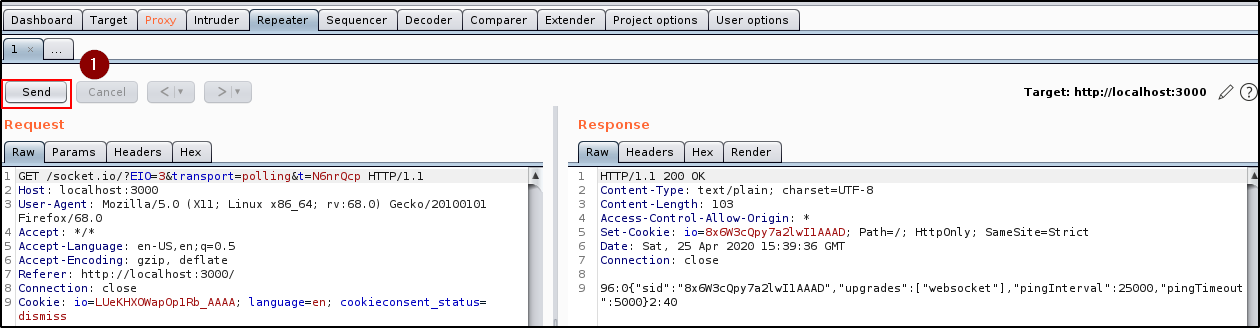 Dashboard Target Proxy Intruder Repeater Sequencer Decoder Comparer Extender Project options User options
1 × ...
1
Send Cancel < > Target: http://localhost:3000 ?
Request
Raw Params Headers Hex
1 GET /socket.io/?EIO=3&transport=polling&t=N6nrQcp HTTP/1.1
2 Host: localhost:3000
3 User-Agent: Mozilla/5.0 (X11; Linux x86_64; rv:68.0) Gecko/20100101
Firefox/68.0
4 Accept: */*
5 Accept-Language: en-US,en;q=0.5
6 Accept-Encoding: gzip, deflate
7 Referer: http://localhost:3000/
8 Connection: close
9 Cookie: io=LUeKHXOWapOp1Rb_AAAA; language=en; cookieconsent_status=
dismiss
Response
Raw Headers Hex Render
1 HTTP/1.1 200 OK
2 Content-Type: text/plain; charset=UTF-8
3 Content-Length: 103
4 Access-Control-Allow-Origin: *
5 Set-Cookie: io=8x6W3cQpy7a2lwI1AAAD; Path=/; HttpOnly; SameSite=Strict
6 Date: Sat, 25 Apr 2020 15:39:36 GMT
7 Connection: close
8
9 96:0{"sid":"8x6W3cQpy7a2lwI1AAAD","upgrades":["websocket"],"pingInterval":25000,"pingTimeout
":5000}2:40